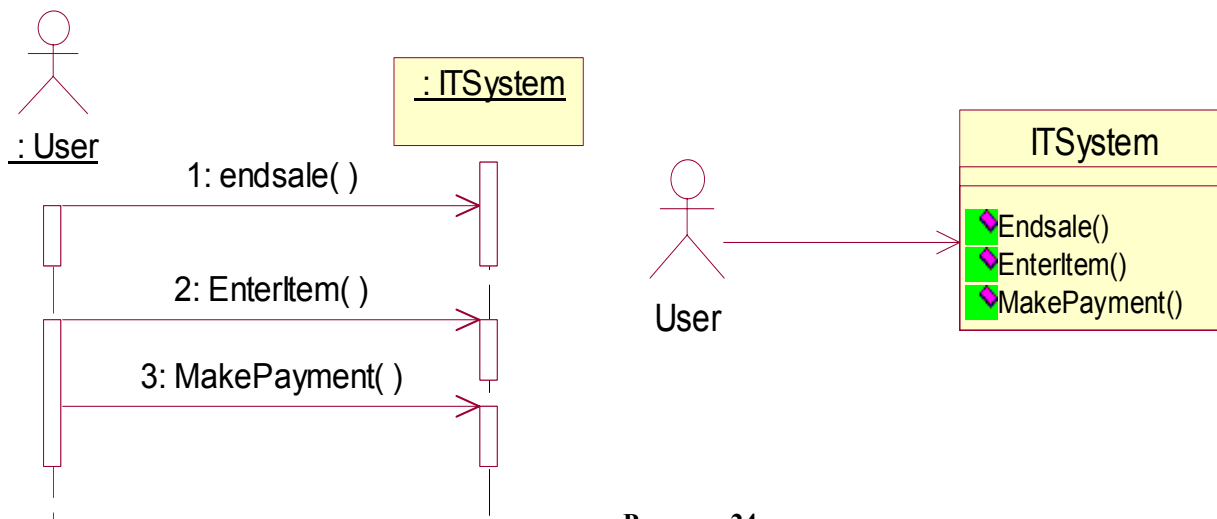 : User
: ITSystem
1: endsale( )
2: EnterItem( )
3: MakePayment( )
User
ITSystem
Endsale()
EnterItem()
MakePayment()